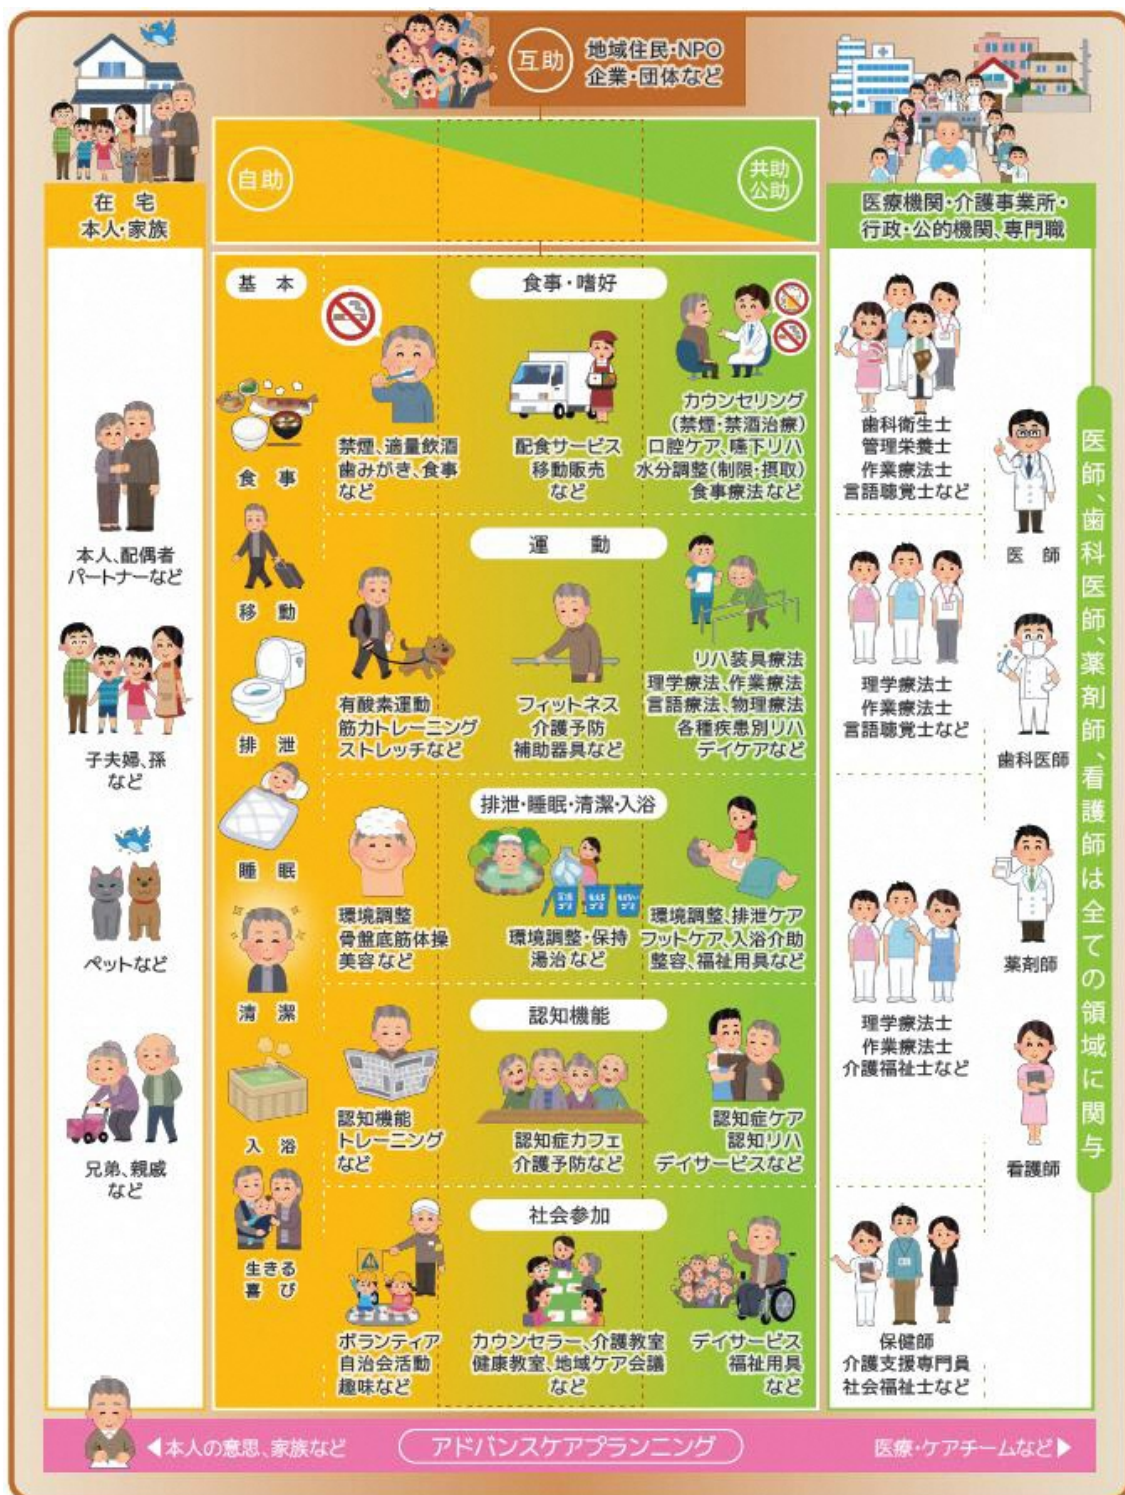 互助
地域住民・NPO
企業・団体など
自助
共助
公助
在 宅
本人・家族
医療機関・介護事業所・
行政・公的機関、専門職
本人、配偶者
パートナーなど
子夫婦、孫
など
ペットなど
兄弟、親戚
など
基 本
食 事
移 動
排 泄
睡 眠
清 潔
入 浴
生きる
喜 び
食事・嗜好
禁煙、適量飲酒
歯みがき、食事
など
配食サービス
移動販売
など
カウンセリング
(禁煙・禁酒治療)
口腔ケア、嚥下リハ
水分調整(制限・摂取)
食事療法など
運 動
有酸素運動
筋力トレーニング
ストレッチなど
フィットネス
介護予防
補助器具など
リハ装具療法
理学療法、作業療法
言語療法、物理療法
各種疾患別リハ
デイケアなど
排泄・睡眠・清潔・入浴
環境調整
骨盤底筋体操
美容など
環境調整・保持
湯治など
環境調整、排泄ケア
フットケア、入浴介助
整容、福祉用具など
認知機能
認知機能
トレーニング
など
認知症カフェ
介護予防など
認知症ケア
認知リハ
デイサービスなど
社会参加
ボランティア
自治会活動
趣味など
カウンセラー、介護教室
健康教室、地域ケア会議
など
デイサービス
福祉用具
など
歯科衛生士
管理栄養士
作業療法士
言語聴覚士など
理学療法士
作業療法士
言語聴覚士など
理学療法士
作業療法士
介護福祉士など
保健師
介護支援専門員
社会福祉士など
医 師
歯科医師
薬剤師
看護師
医師、歯科医師、薬剤師、看護師は全ての領域に関与
◀本人の意思、家族など
アドバンスケアプランニング
医療・ケアチームなど▶